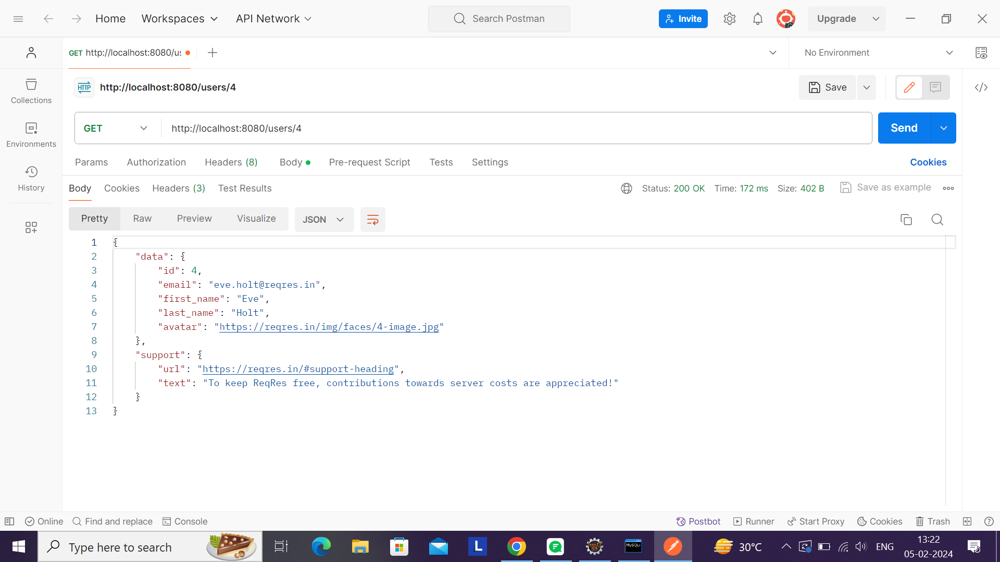 Home Workspaces API Network Search Postman Invite Upgrade
GET http://localhost:8080/us No Environment
HTTP http://localhost:8080/users/4 Save </>
Collections
GET http://localhost:8080/users/4 Send
Environments
Params Authorization Headers (8) Body Pre-request Script Tests Settings Cookies
History
Body Cookies Headers (3) Test Results Status: 200 OK Time: 172 ms Size: 402 B Save as example
Pretty Raw Preview Visualize JSON
1 {
2 "data": {
3 "id": 4,
4 "email": "eve.holt@reqres.in",
5 "first_name": "Eve",
6 "last_name": "Holt",
7 "avatar": "https://reqres.in/img/faces/4-image.jpg"
8 },
9 "support": {
10 "url": "https://reqres.in/#support-heading",
11 "text": "To keep ReqRes free, contributions towards server costs are appreciated!"
12 }
13 }
Online Find and replace Console Postbot Runner Start Proxy Cookies Trash
Type here to search L Java EE IDE MySQL 30°C ENG 13:22
05-02-2024